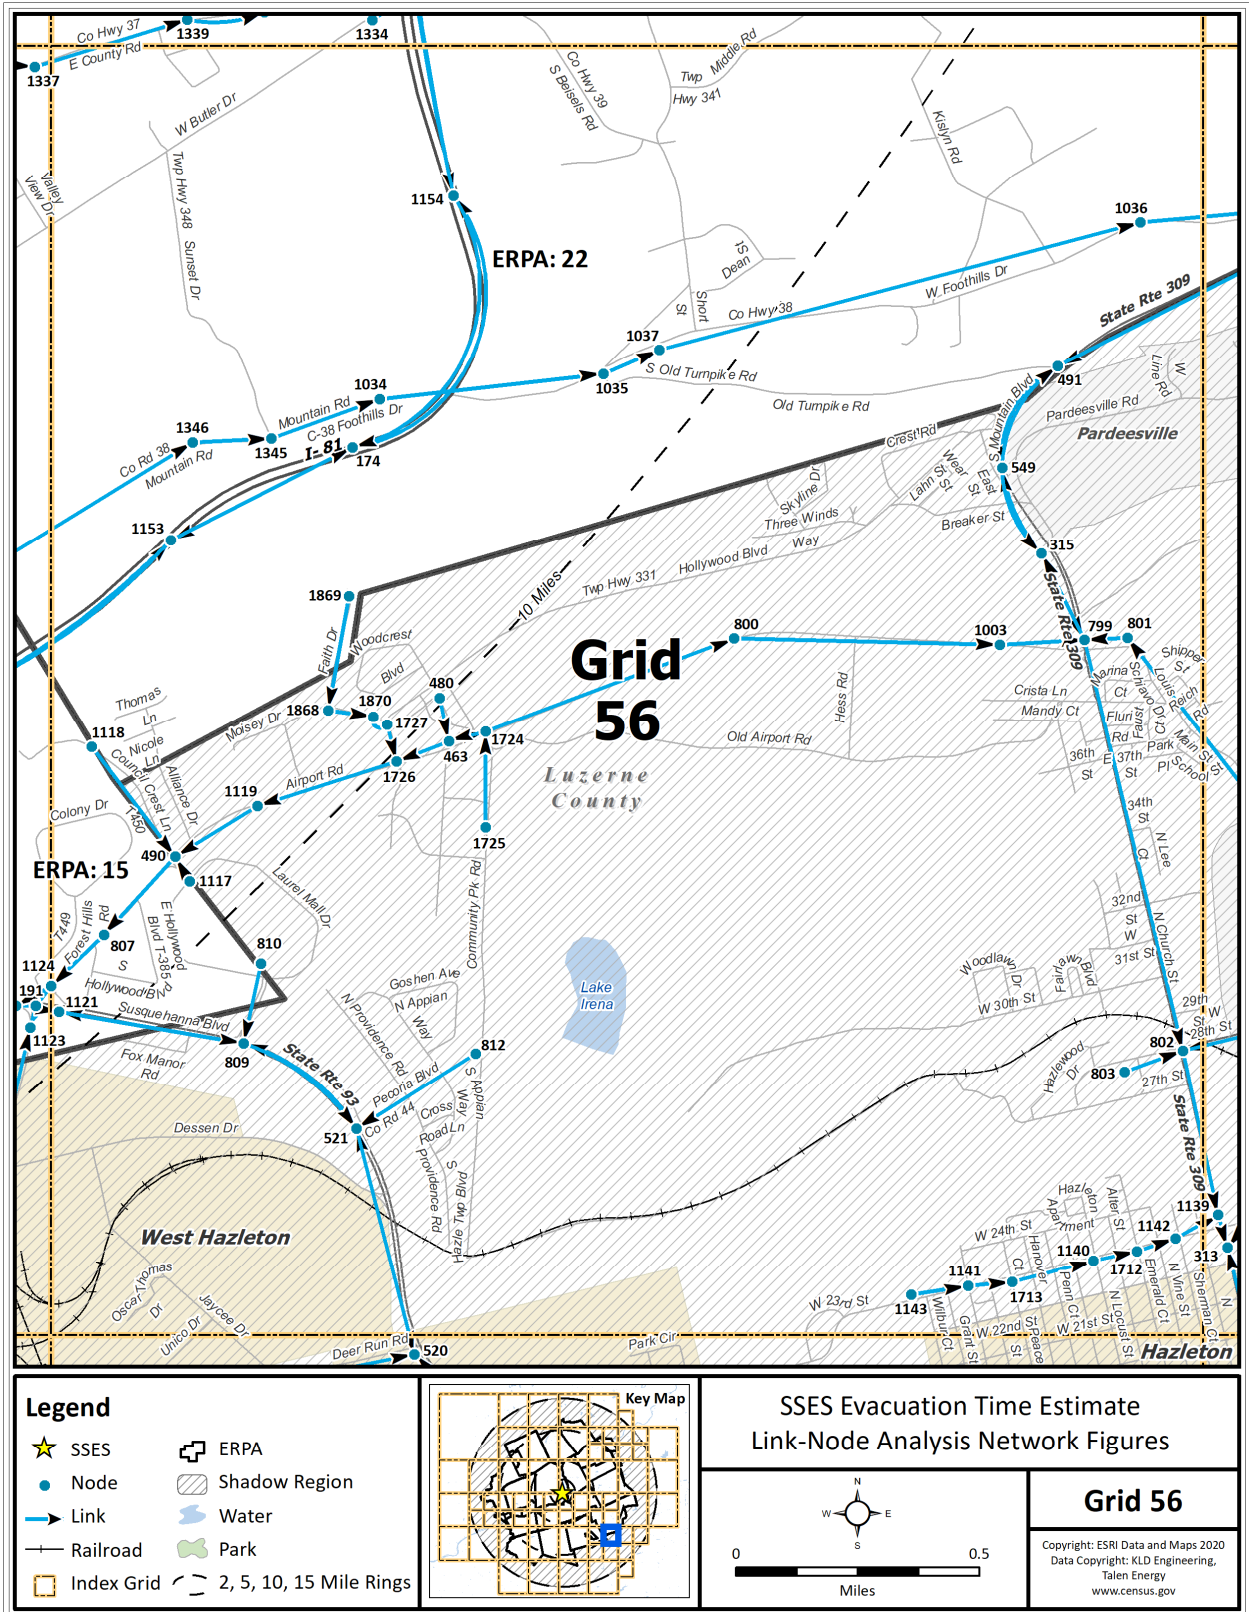 Co Hwy 37
E County Rd
1339
1334
1337
W Butler Dr
Valley
View Dr
Twp Hwy 348
Sunset Dr
Co Hwy 39
S Beisels Rd
Twp
Hwy 341
Middle Rd
Kislyn Rd
1154
ERPA: 22
1036
St
Dean
Short
St
W Foothills Dr
Co Hwy 38
State Rte 309
1037
1035
S Old Turnpike Rd
Old Turnpike Rd
491
W
Line Rd
Pardeesville Rd
Pardeesville
1034
Mountain Rd
C-38 Foothills Dr
1346
1345
I- 81
174
Co Rd 38
Mountain Rd
1153
S Mountain Blvd
Crest Rd
Wear
St
Lahn St
East
St
549
Breaker St
Skyline Dr
Three Winds
Way
Hollywood Blvd
Twp Hwy 331
315
State Rte 309
10 Miles
1869
Faith Dr
Woodcrest
Blvd
Grid
56
800
1003
799
801
Shipper
St
480
1868
1870
1727
463
1724
1726
Moisey Dr
Airport Rd
Thomas
Ln
Nicole
Ln
1118
Council Crest Ln
Alliance Dr
T450
1119
Luzerne
County
Old Airport Rd
Hess Rd
Crista Ln
Mandy Ct
Marina
Ct
Schiavo Dr
Louis
Reich
Rd
Fluri
Rd
Farist
Ct
Main St
36th
St
E 37th
St
Park
Pl
School St
34th
St
Ct
N Lee
Colony Dr
490
ERPA: 15
1117
1725
Laurel Mall Dr
Community Pk Rd
T449
Forest Hills
Rd
807
S
E Hollywood
Blvd T-385
810
1124
191
1121
1123
Hollywood Blvd
Susquehanna Blvd
Fox Manor
Rd
809
Goshen Ave
N Appian
Way
N Providence Rd
Lake
Irena
32nd
St
W
31st St
N Church St
Woodlawn
Dr
Fairlawn
Blvd
W 30th St
29th
St
W
28th St
802
803
27th St
Hazlewood
Dr
812
State Rte 93
Pecoria Blvd
Co Rd 44
S Appian
Way
Cross
Road Ln
521
S
Providence Rd
Hazle Twp Blvd
Dessen Dr
West Hazleton
Thomas
Oscar
Dr
Jaycee Dr
Unico Dr
State Rte 309
Hazleton
Apartment
Alter St
1139
1142
W 24th St
Hanover
Ct
1140
1712
313
1141
1713
1143
W 23rd St
Wilbur Ct
Grant St
W 22nd St
Peace
St
Penn Ct
W 21st St
N Locust
St
Emerald Ct
N Vine St
Sherman Ct
N
Deer Run Rd
520
Park Cir
Hazleton
Legend
SSES
Node
Link
Railroad
Index Grid
ERPA
Shadow Region
Water
Park
2, 5, 10, 15 Mile Rings
Key Map
SSES Evacuation Time Estimate
Link-Node Analysis Network Figures
N
W
E
S
0
0.5
Miles
Grid 56
Copyright: ESRI Data and Maps 2020
Data Copyright: KLD Engineering,
Talen Energy
www.census.gov